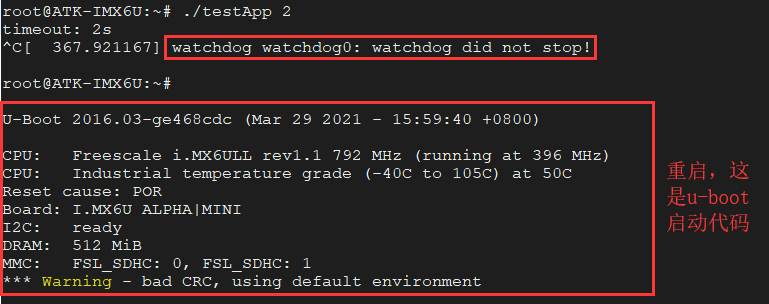 root@ATK-IMX6U:~# ./testApp 2
timeout: 2s
^C[  367.921167] watchdog watchdog0: watchdog did not stop!
root@ATK-IMX6U:~#
U-Boot 2016.03-ge468cdc (Mar 29 2021 - 15:59:40 +0800)
CPU:   Freescale i.MX6ULL rev1.1 792 MHz (running at 396 MHz)
CPU:   Industrial temperature grade (-40C to 105C) at 50C
Reset cause: POR
Board: I.MX6U ALPHA|MINI
I2C:   ready
DRAM:  512 MiB
MMC:   FSL_SDHC: 0, FSL_SDHC: 1
*** Warning - bad CRC, using default environment
重启，这
是u-boot
启动代码